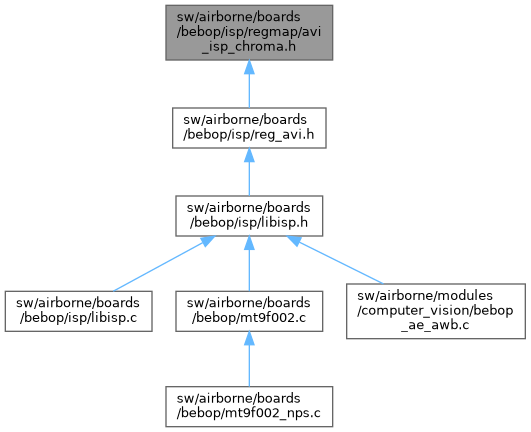 sw/airborne/boards
/bebop/isp/regmap/avi
_isp_chroma.h
sw/airborne/boards
/bebop/isp/reg_avi.h
sw/airborne/boards
/bebop/isp/libisp.h
sw/airborne/boards
/bebop/isp/libisp.c
sw/airborne/boards
/bebop/mt9f002.c
sw/airborne/modules
/computer_vision/bebop
_ae_awb.c
sw/airborne/boards
/bebop/mt9f002_nps.c